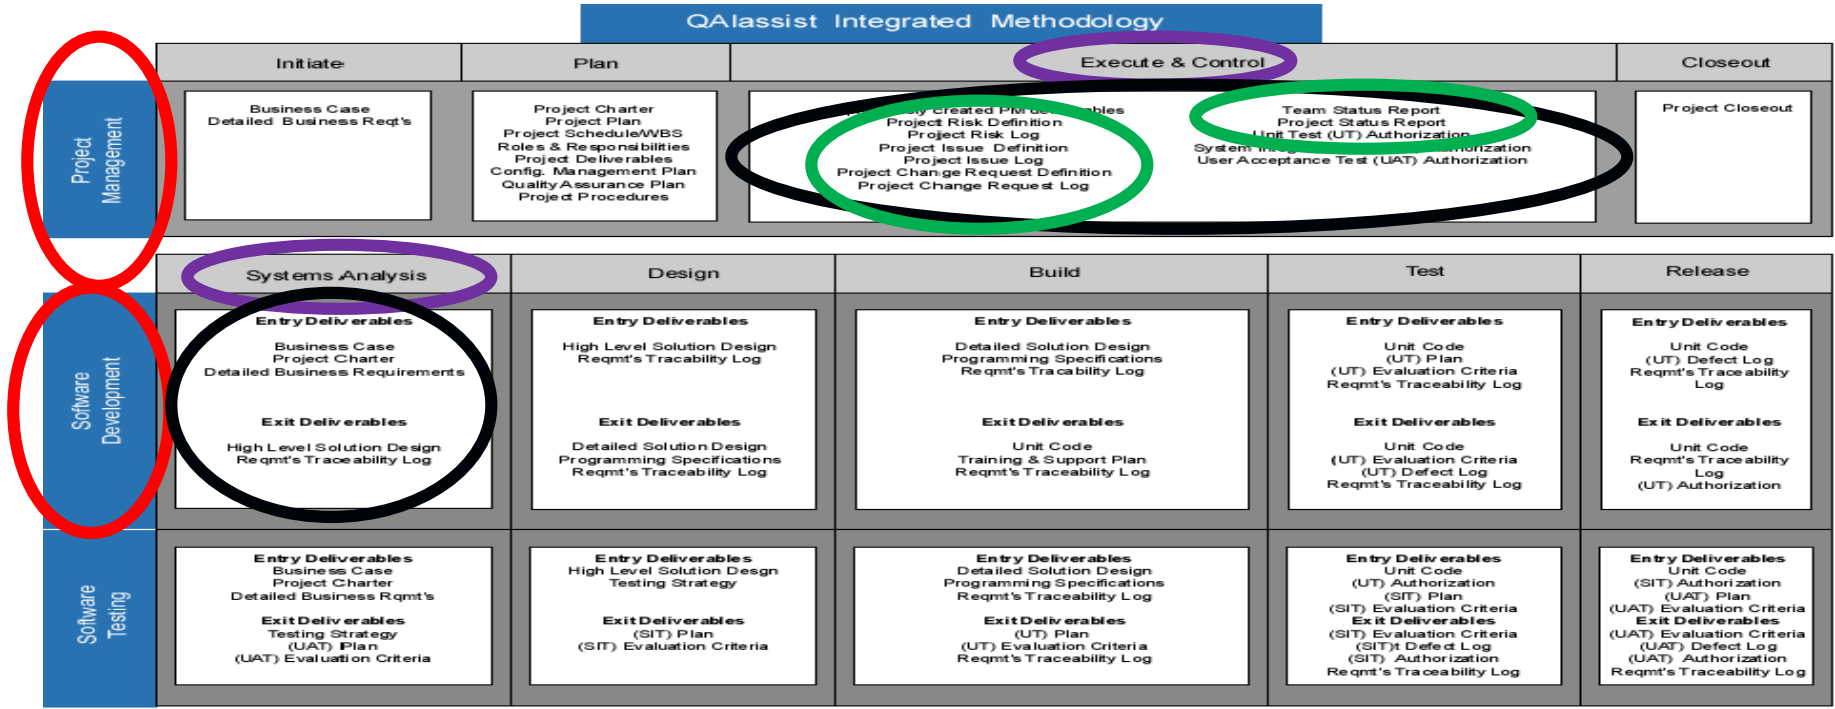 QAIassist Integrated Methodology
Initiate
Plan
Execute & Control
Closeout
Project
Management
Business Case
Detailed Business Reqt's
Project Charter
Project Plan
Project Schedule/WBS
Roles & Responsibilities
Project Deliverables
Config. Management Plan
Quality Assurance Plan
Project Procedures
Created PM
Project Risk Definition
Project Risk Log
Project Issue Definition
Project Issue Log
Project Change Request Definition
Project Change Request Log
Team Status Report
Project Status Report
Unit Test (UT) Authorization
System
User Acceptance Test (UAT) Authorization
Project Closeout
Systems Analysis
Design
Build
Test
Release
Software
Development
Entry Deliverables
Business Case
Project Charter
Detailed Business Requirements
Exit Deliverables
High Level Solution Design
Reqmt's Traceability Log
Entry Deliverables
High Level Solution Design
Reqmt's Tracability Log
Exit Deliverables
Detailed Solution Design
Programming Specifications
Reqmt's Traceability Log
Entry Deliverables
Detailed Solution Design
Programming Specifications
Reqmt's Tracability Log
Exit Deliverables
Unit Code
Training & Support Plan
Reqmt's Traceability Log
Entry Deliverables
Unit Code
(UT) Plan
(UT) Evaluation Criteria
Reqmt's Traceability Log
Exit Deliverables
Unit Code
(UT) Evaluation Criteria
(UT) Defect Log
Reqmt's Traceability Log
Entry Deliverables
Unit Code
(UT) Defect Log
Reqmt's Traceability
Log
Exit Deliverables
Unit Code
Reqmt's Traceability
Log
(UT) Authorization
Software
Testing
Entry Deliverables
Business Case
Project Charter
Detailed Business Rqmt's
Exit Deliverables
Testing Strategy
(UAT) Plan
(UAT) Evaluation Criteria
Entry Deliverables
High Level Solution Desgn
Testing Strategy
Exit Deliverables
(SIT) Plan
(SIT) Evaluation Criteria
Entry Deliverables
Detailed Solution Design
Programming Specifications
Reqmt's Traceability Log
Exit Deliverables
(UT) Plan
(UT) Evaluation Criteria
Reqmt's Traceability Log
Entry Deliverables
Unit Code
(UT) Authorization
(SIT) Plan
(SIT) Evaluation Criteria
Exit Deliverables
(SIT) Evaluation Criteria
(SIT)t Defect Log
(SIT) Authorization
Reqmt's Traceability Log
Entry Deliverables
Unit Code
(SIT) Authorization
(UAT) Plan
(UAT) Evaluation Criteria
Exit Deliverables
(UAT) Evaluation Criteria
(UAT) Defect Log
(UAT) Authorization
Reqmt's Traceability Log